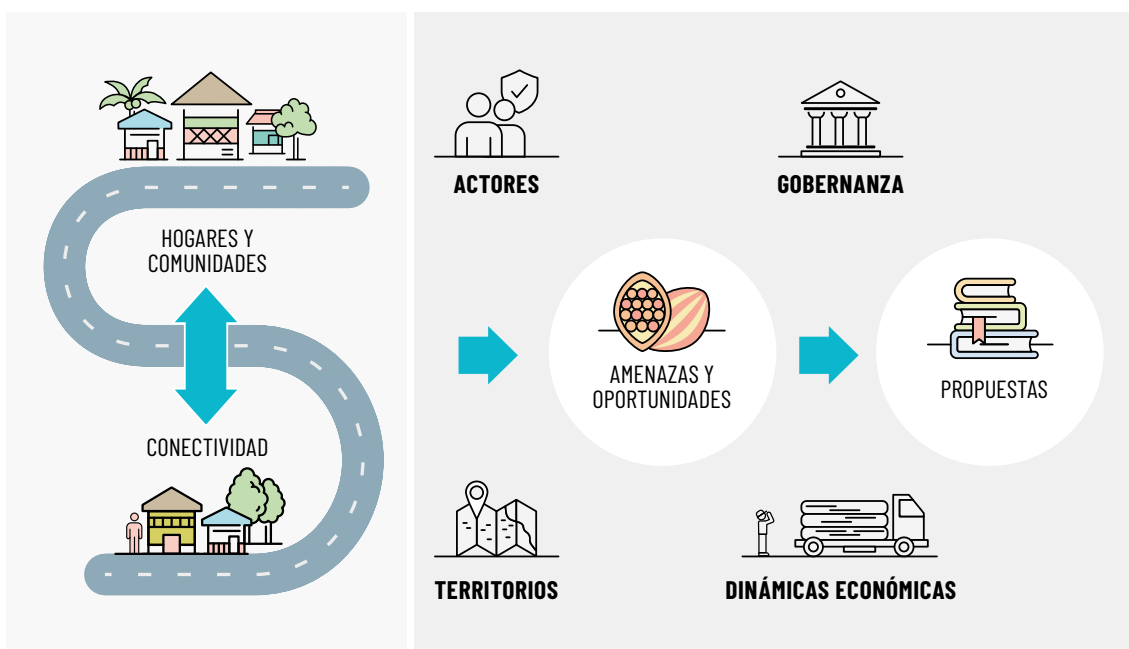 HOGARES Y
COMUNIDADES
CONECTIVIDAD
ACTORES
GOBERNANZA
AMENAZAS Y
OPORTUNIDADES
PROPUESTAS
TERRITORIOS
DINÁMICAS ECONÓMICAS